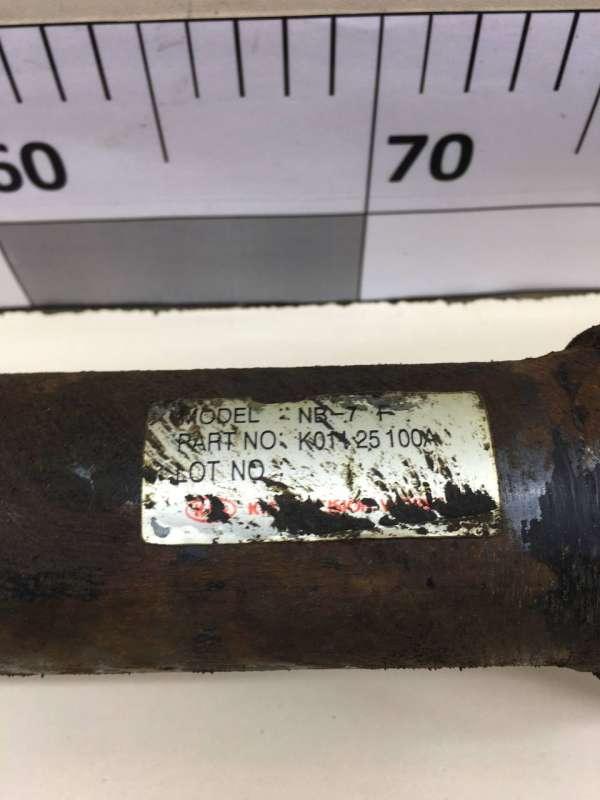 60 70
MODEL : NB-7 F
PART NO: K011 25 100A
LOT NO